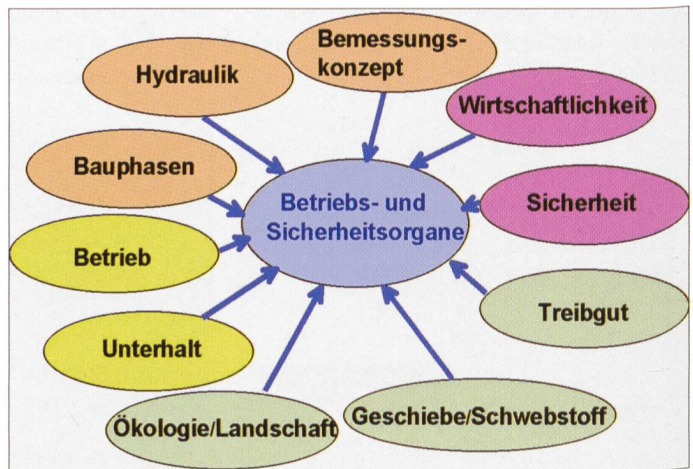 Bemessungs-
konzept
Hydraulik
Wirtschaftlichkeit
Bauphasen
Betriebs- und
Sicherheitsorgane
Sicherheit
Betrieb
Treibgut
Unterhalt
Ökologie/Landschaft
Geschiebe/Schwebstoff